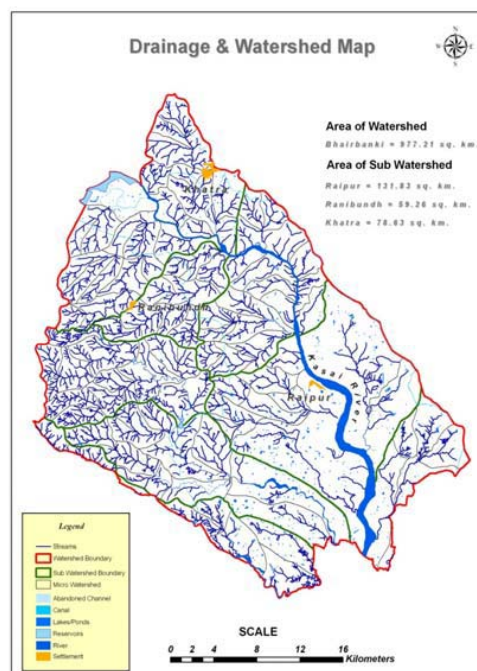 Drainage & Watershed Map
N
Area of Watershed
Bhairbanki = 977.21 sq. km.
Area of Sub Watershed
Raipur = 131.83 sq. km.
Ranibundh = 59.26 sq. km.
Khatra = 78.63 sq. km.
Khatra
Ranibundh
Kasai River
Raipur
Legend
Streams
Watershed Boundary
Sub Watershed Boundary
Micro Watershed
Abandoned Channel
Canal
Lakes/Ponds
Reservoirs
River
Settlement
SCALE
0 2 4 8 12 16
Kilometers